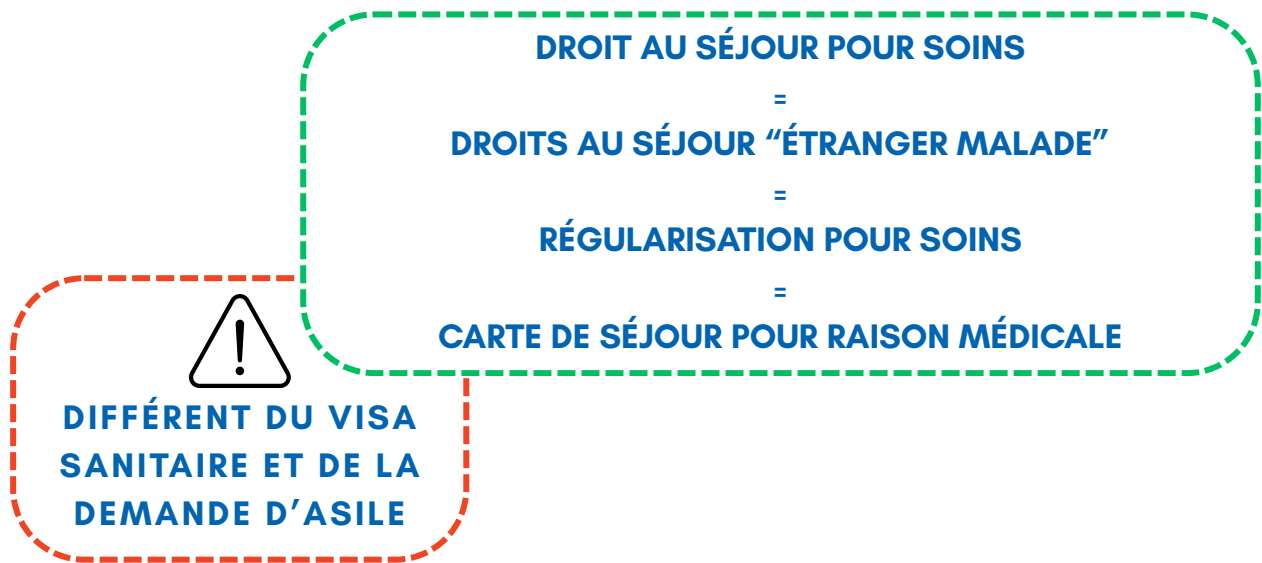 DROIT AU SÉJOUR POUR SOINS
=
DROITS AU SÉJOUR “ÉTRANGER MALADE”
=
RÉGULARISATION POUR SOINS
=
CARTE DE SÉJOUR POUR RAISON MÉDICALE
!
DIFFÉRENT DU VISA
SANITAIRE ET DE LA
DEMANDE D’ASILE